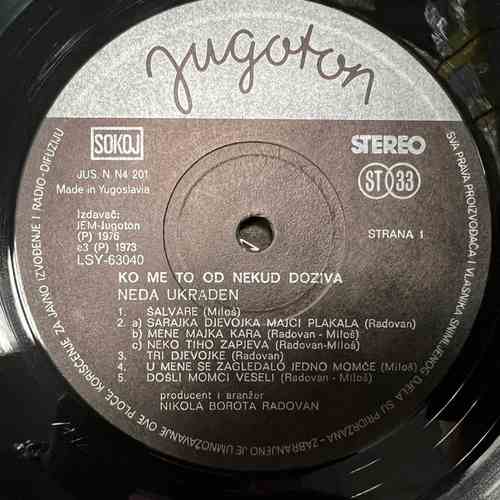 Jugoton
SOKOJ
STEREO
JUS. N. N4 201
Made in Yugoslavia
ST 33
Izdavač:
JEM-Jugoton
(P) 1976
e3 (P) 1973
LSY-63040
STRANA 1
KO ME TO OD NEKUD DOZIVA
NEDA UKRADEN
1. ŠALVARE (Miloš)
2. a) SARAJKA DJEVOJKA MAJCI PLAKALA (Radovan)
b) MENE MAJKA KARA (Radovan - Miloš)
c) NEKO TIHO ZAPJEVA (Radovan-Miloš)
3. TRI DJEVOJKE (Radovan)
4. U MENE SE ZAGLEDALO JEDNO MOMČE (Miloš)
5. DOŠLI MOMCI VESELI (Radovan - Miloš)
producent i aranžer
NIKOLA BOROTA RADOVAN
SVA PRAVA PROIZVOĐAČA I VLASNIKA SNIMLJENOG DJELA SU PRIDRŽANA - ZABRANJENO JE UMNOŽAVANJE OVE PLOČE, KORIŠĆENJE ZA JAVNO IZVOĐENJE I RADIO-DIFUZIJU